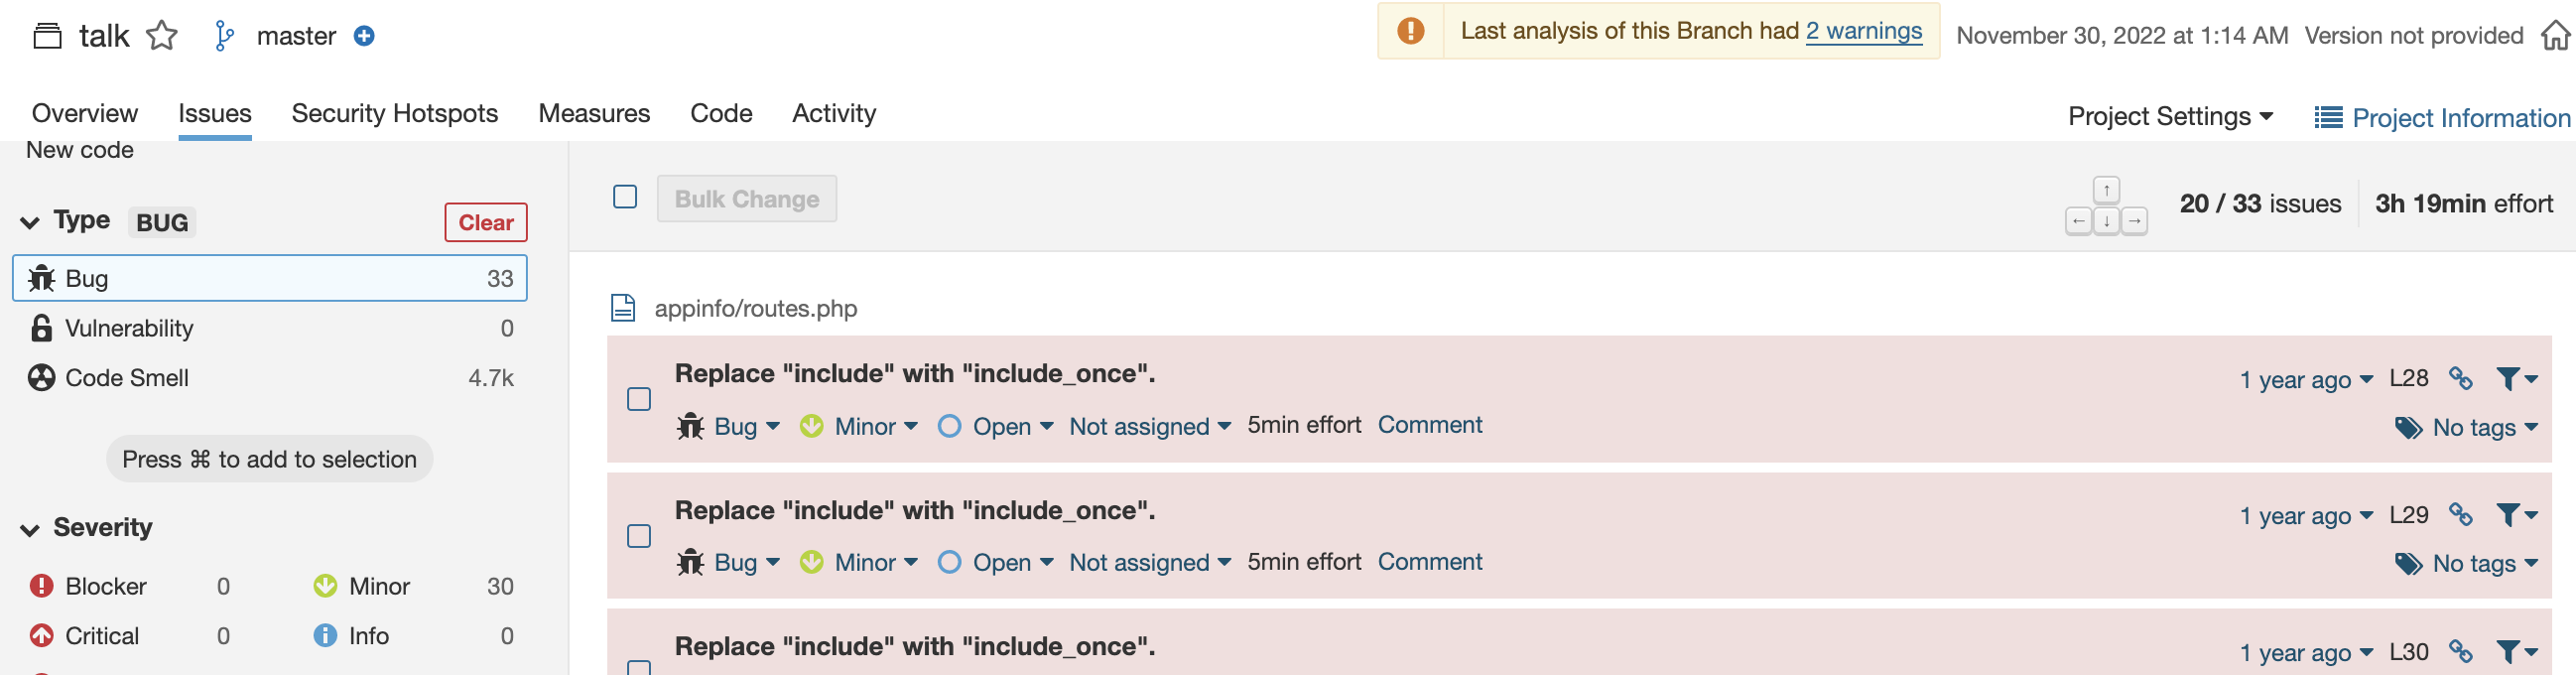 talk master
Last analysis of this Branch had 2 warnings November 30, 2022 at 1:14 AM Version not provided
Overview Issues Security Hotspots Measures Code Activity
Project Settings Project Information
New code
Type BUG Clear
Bug 33
Vulnerability 0
Code Smell 4.7k
Press ⌘ to add to selection
Severity
Blocker 0 Minor 30
Critical 0 Info 0
Bulk Change
↑ ← ↓ →
20 / 33 issues 3h 19min effort
appinfo/routes.php
Replace "include" with "include_once". 1 year ago L28
Bug Minor Open Not assigned 5min effort Comment No tags
Replace "include" with "include_once". 1 year ago L29
Bug Minor Open Not assigned 5min effort Comment No tags
Replace "include" with "include_once". 1 year ago L30